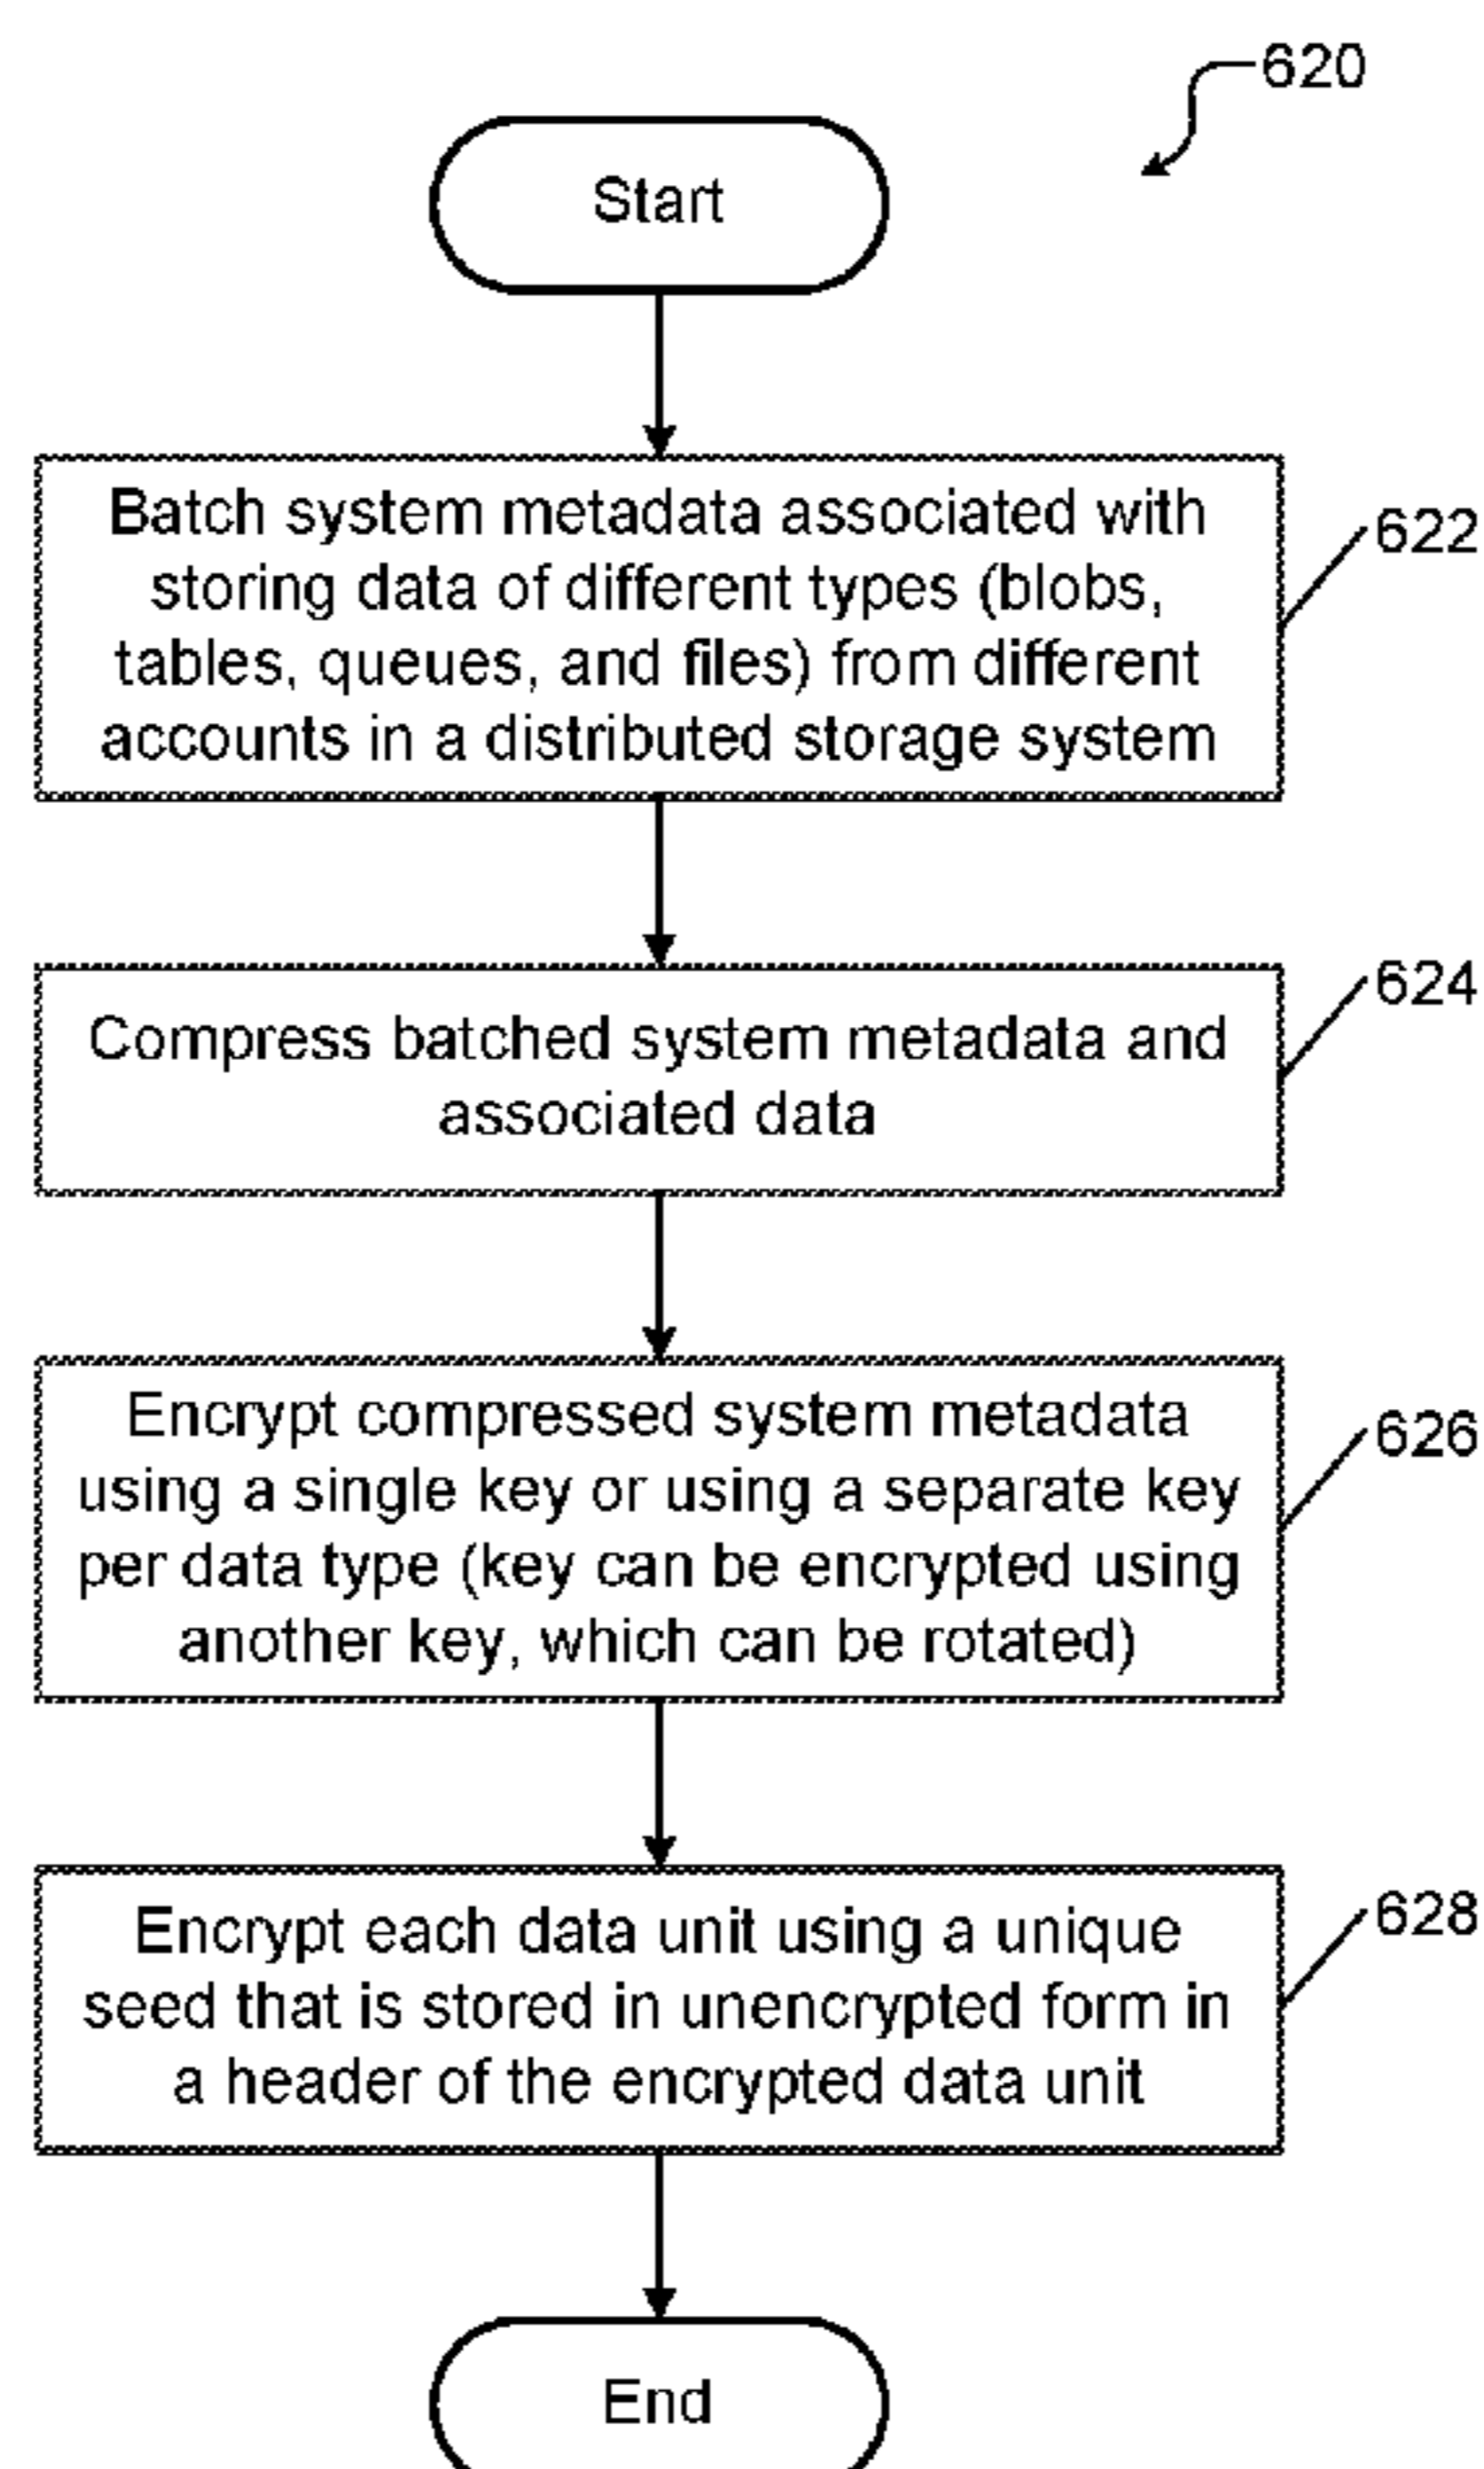 620
Start
Batch system metadata associated with
storing data of different types (blobs,
tables, queues, and files) from different
accounts in a distributed storage system
622
Compress batched system metadata and
associated data
624
Encrypt compressed system metadata
using a single key or using a separate key
per data type (key can be encrypted using
another key, which can be rotated)
626
Encrypt each data unit using a unique
seed that is stored in unencrypted form in
a header of the encrypted data unit
628
End